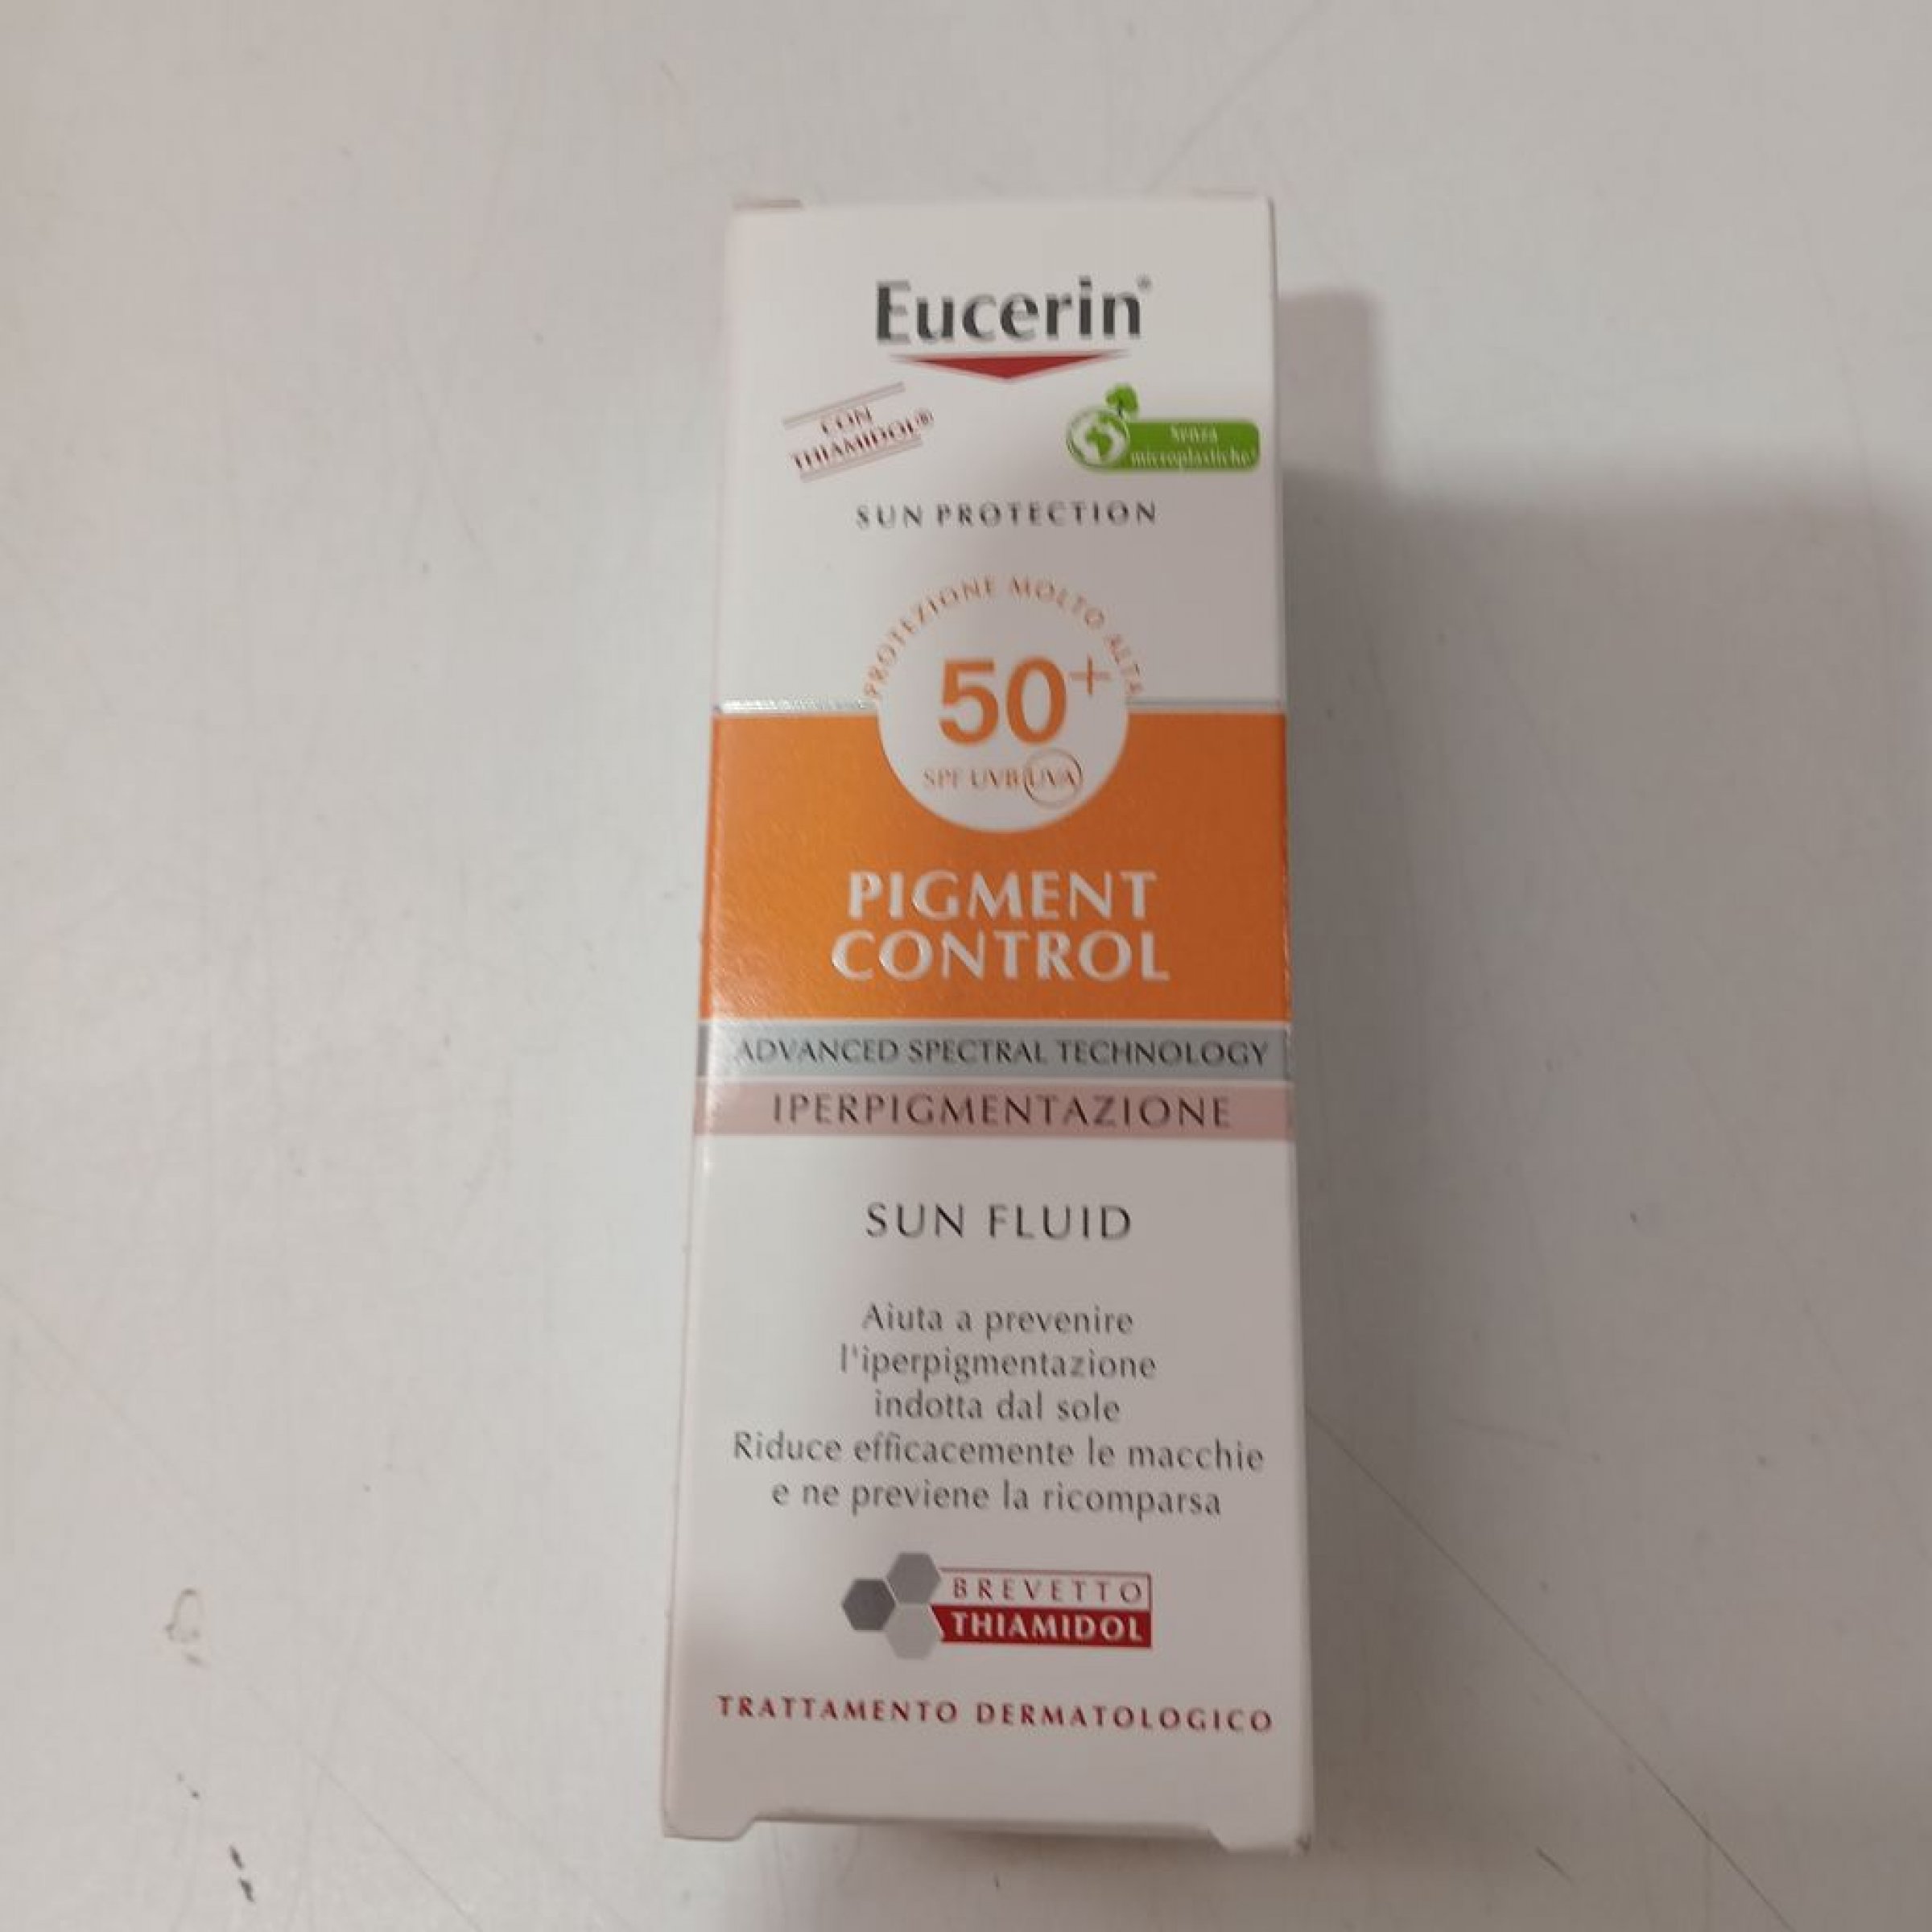 Eucerin®
CON
THIAMIDOL®
Senza
microplastiche
SUN PROTECTION
PROTEZIONE MOLTO ALTA
50+
SPF UVB UVA
PIGMENT
CONTROL
ADVANCED SPECTRAL TECHNOLOGY
IPERPIGMENTAZIONE
SUN FLUID
Aiuta a prevenire
l'iperpigmentazione
indotta dal sole
Riduce efficacemente le macchie
e ne previene la ricomparsa
BREVETTO
THIAMIDOL
TRATTAMENTO DERMATOLOGICO